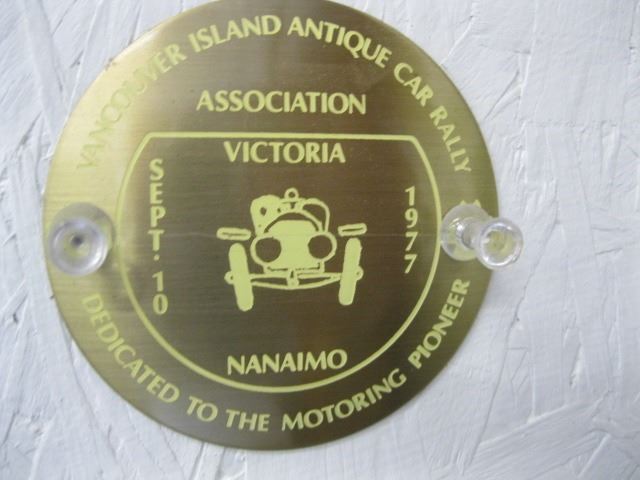 VANCOUVER ISLAND ANTIQUE CAR RALLY
ASSOCIATION
VICTORIA
SEPT. 10
1977
NANAIMO
DEDICATED TO THE MOTORING PIONEER